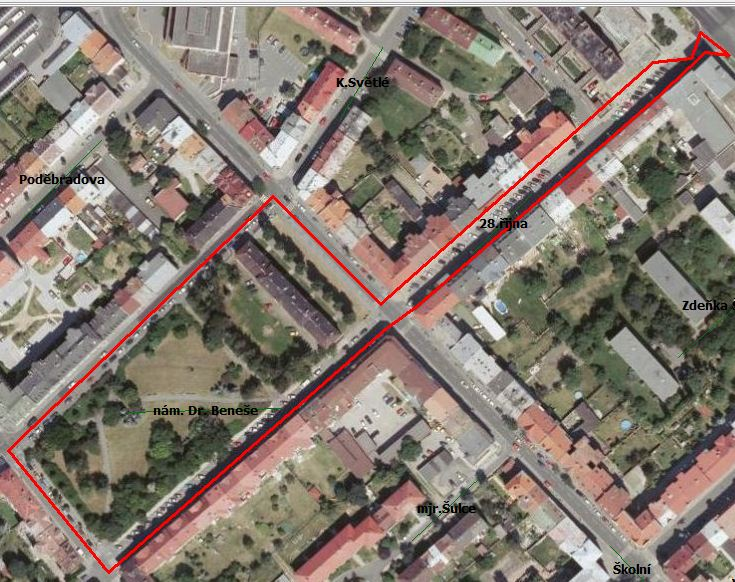 K.Světlé
Poděbradova
28.října
Zdeňka
nám. Dr. Beneše
mjr.Šulce
Školní